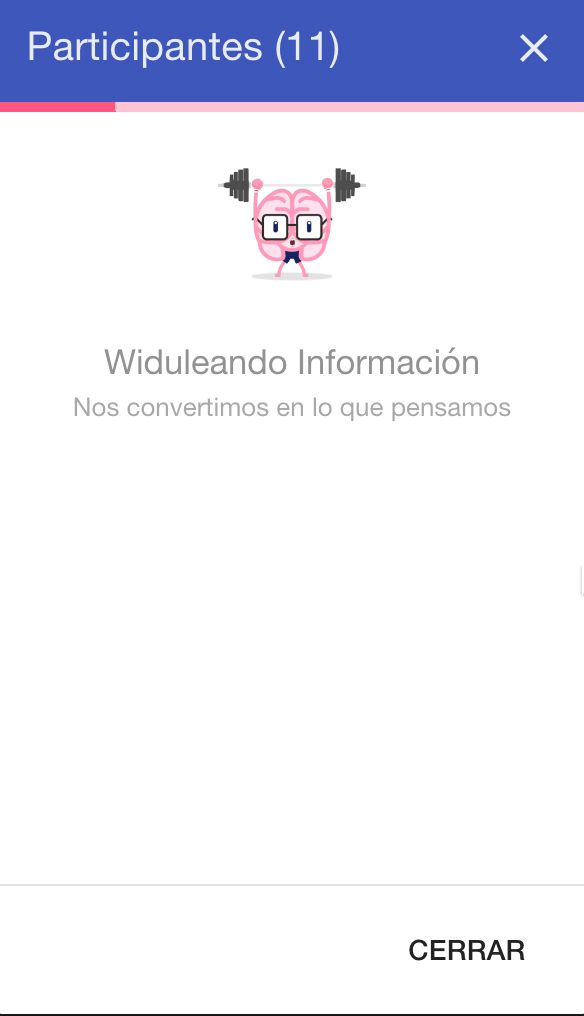 Participantes (11)
Widuleando Información
Nos convertimos en lo que pensamos
CERRAR